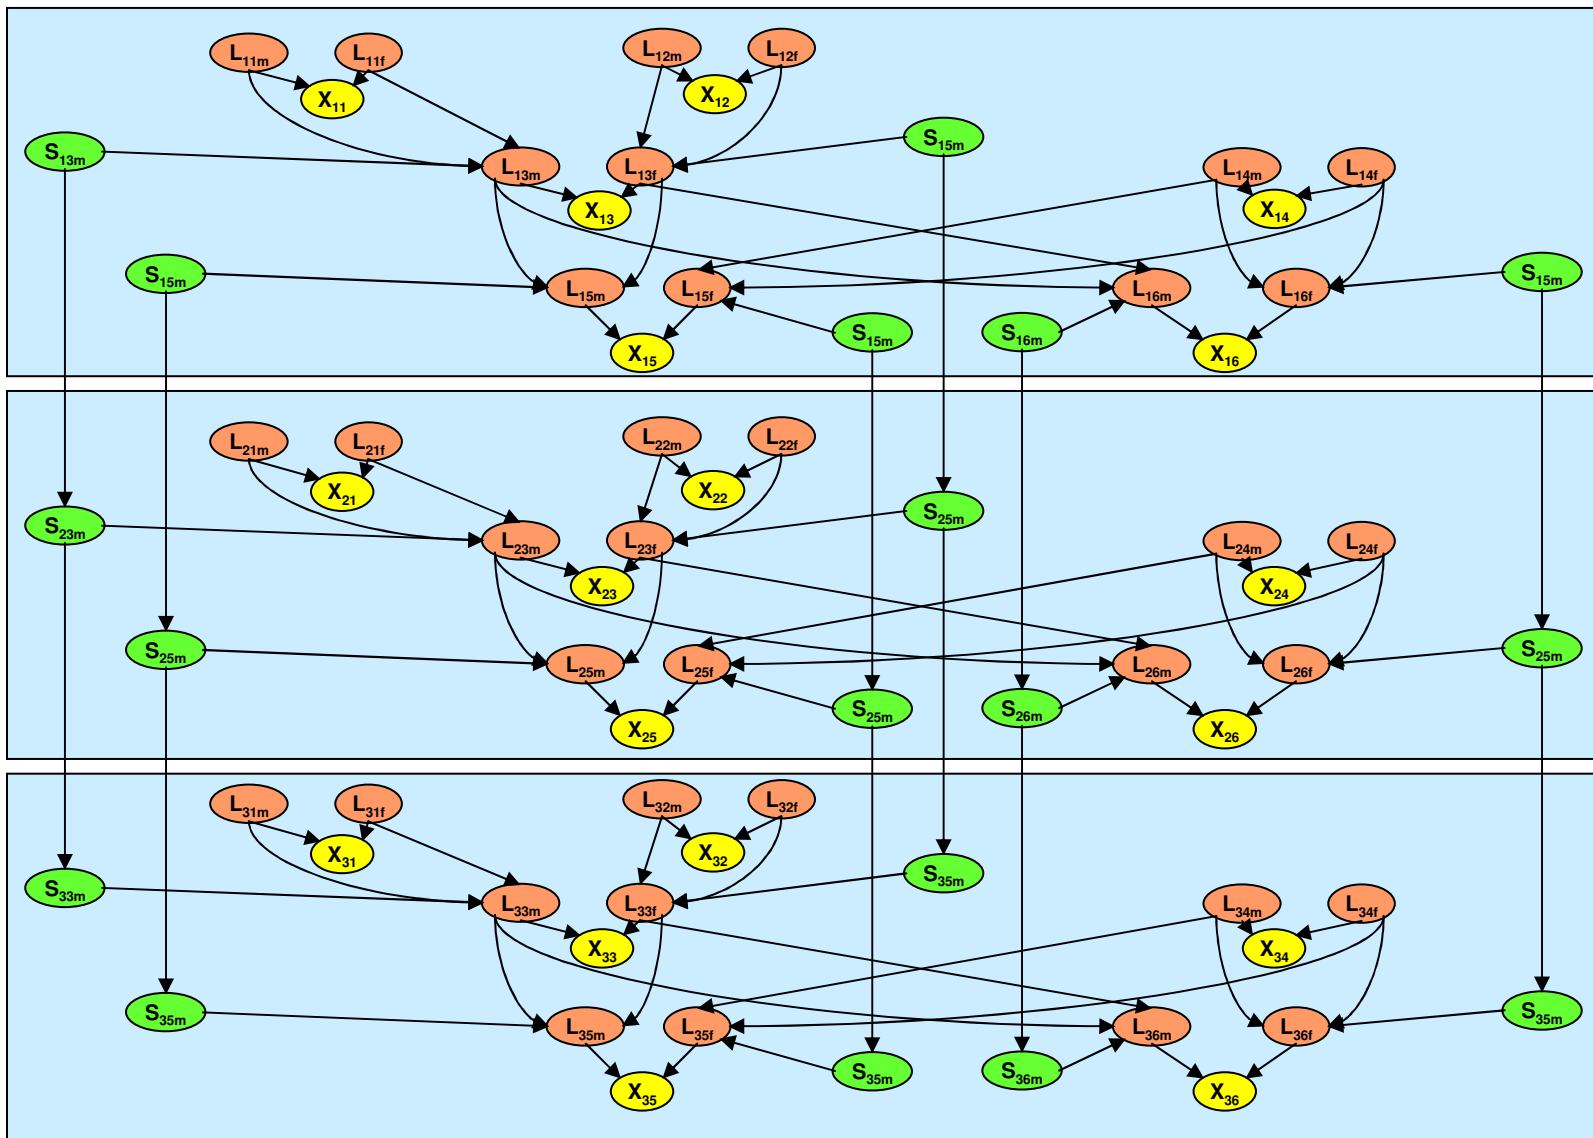 L11m L11f L12m L12f
X11 X12
S13m L13m L13f S15m L14m L14f
X13 X14
S15m L15m L15f L16m L16f S15m
S15m S16m
X15 X16
L21m L21f L22m L22f
X21 X22
S23m L23m L23f S25m L24m L24f
X23 X24
S25m L25m L25f L26m L26f S25m
S25m S26m
X25 X26
L31m L31f L32m L32f
X31 X32
S33m L33m L33f S35m L34m L34f
X33 X34
S35m L35m L35f L36m L36f S35m
S35m S36m
X35 X36